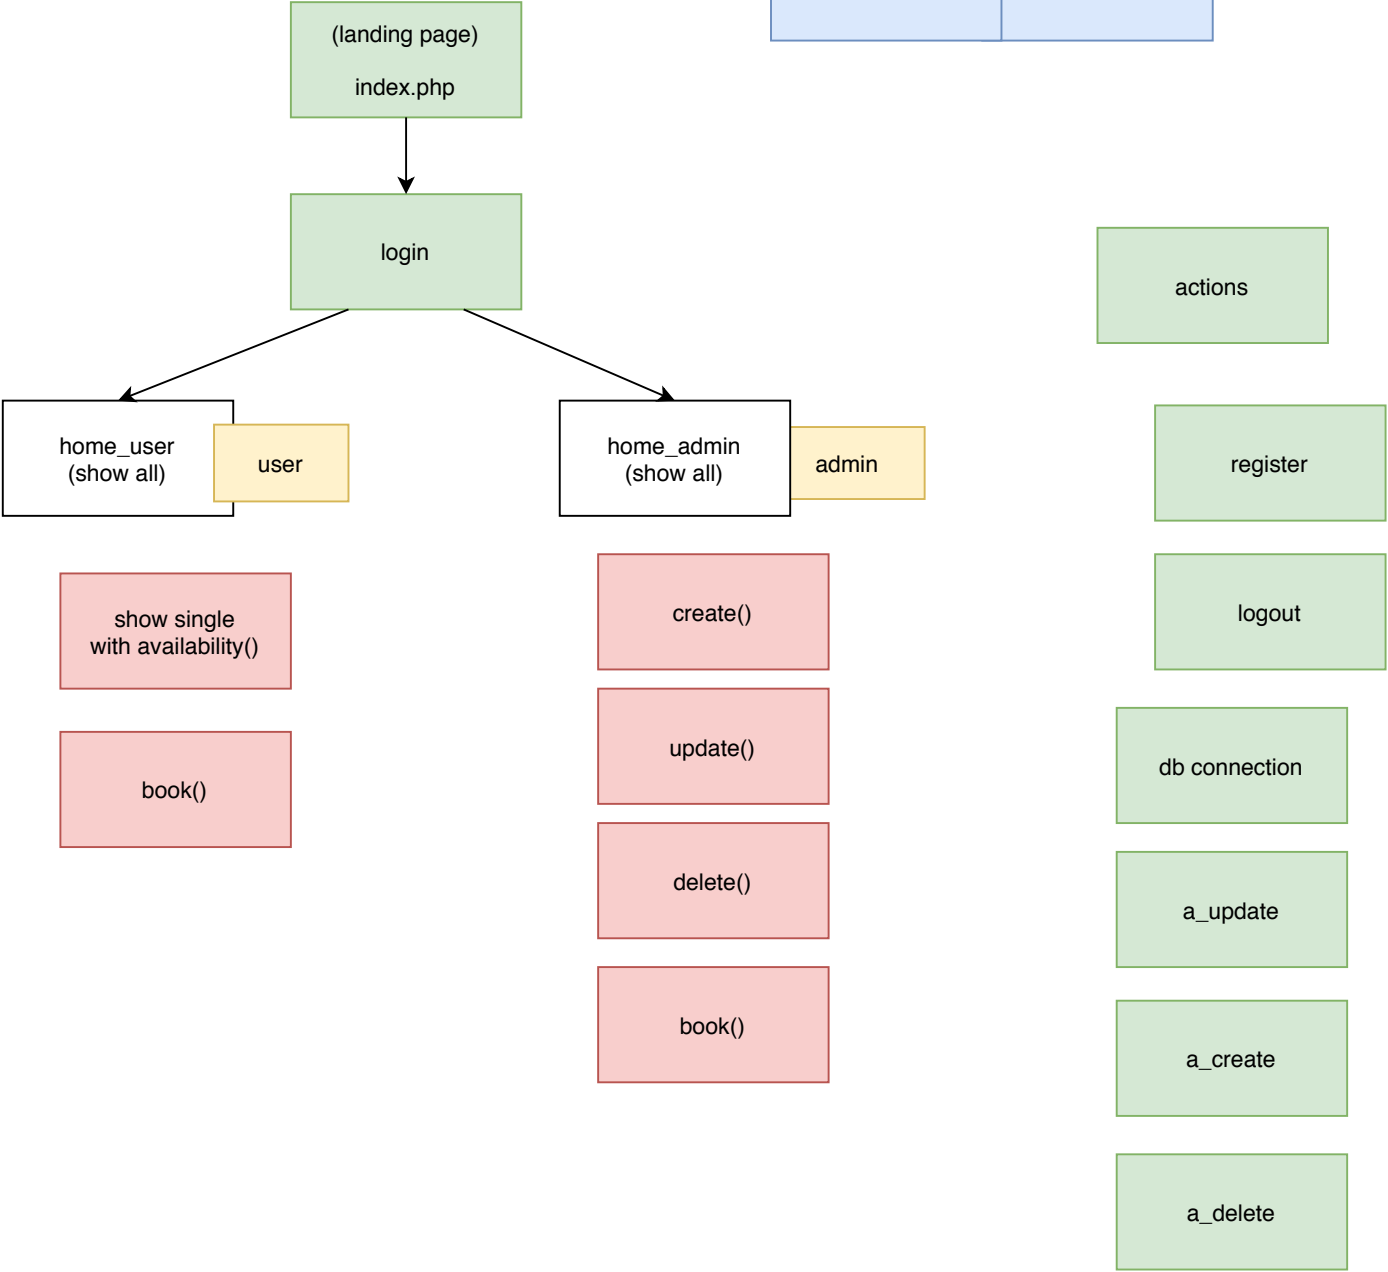 (landing page)
index.php
login
home_user
(show all)
user
show single
with availability()
book()
home_admin
(show all)
admin
create()
update()
delete()
book()
actions
register
logout
db connection
a_update
a_create
a_delete